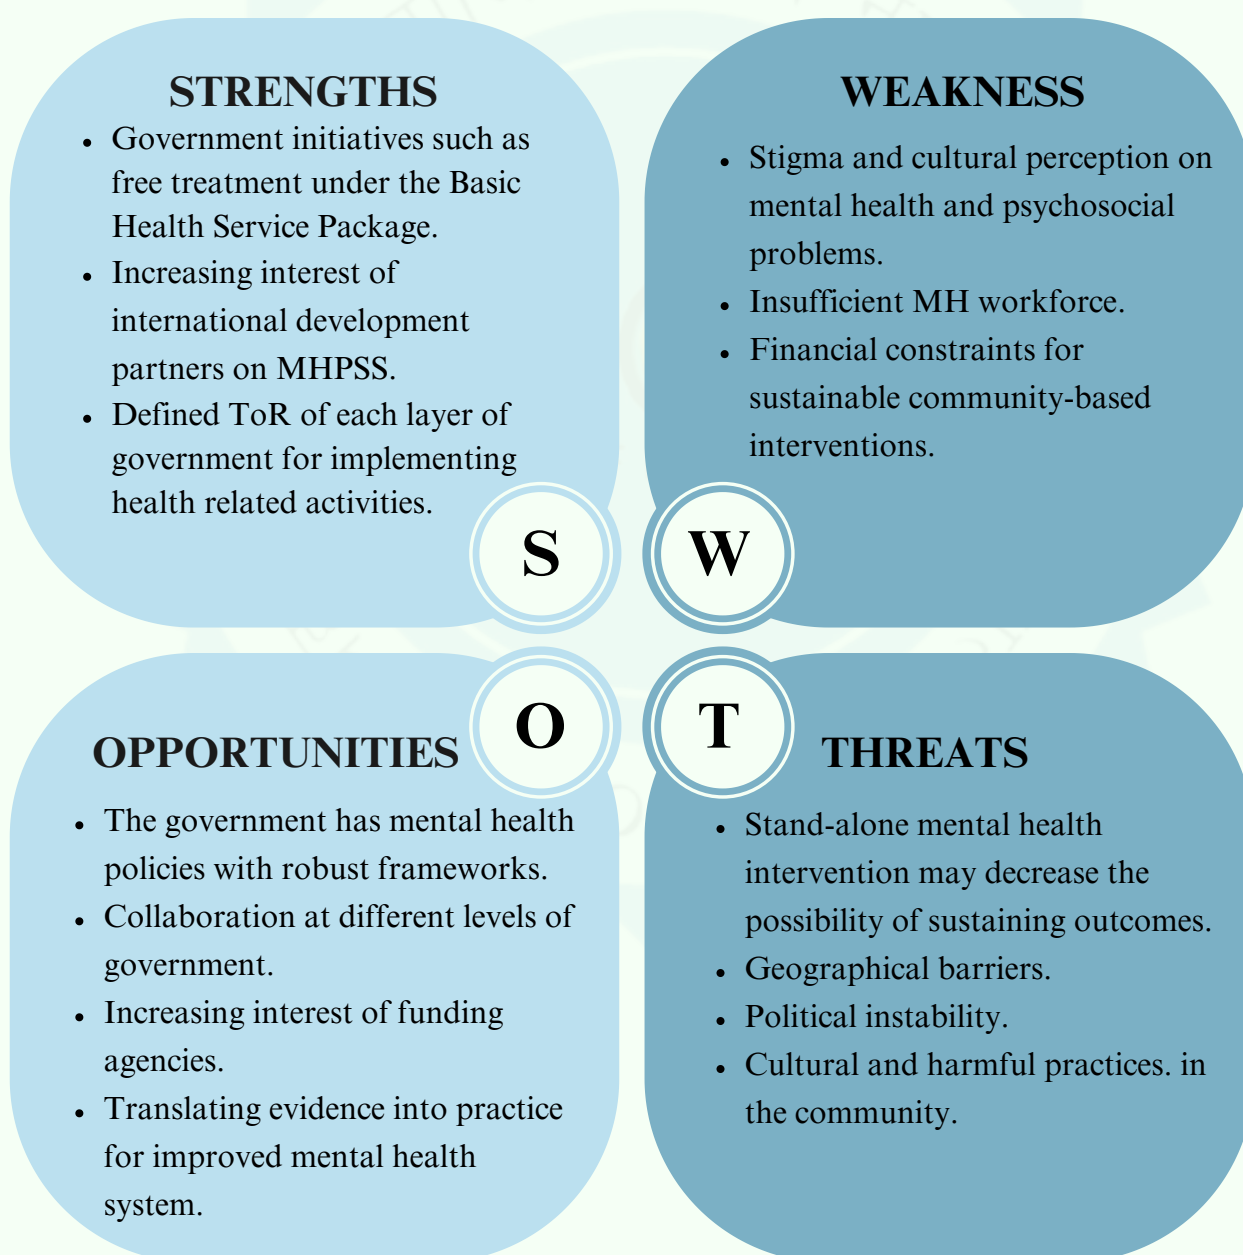 STRENGTHS
• Government initiatives such as
free treatment under the Basic
Health Service Package.
• Increasing interest of
international development
partners on MHPSS.
• Defined ToR of each layer of
government for implementing
health related activities.
S
WEAKNESS
• Stigma and cultural perception on
mental health and psychosocial
problems.
• Insufficient MH workforce.
• Financial constraints for
sustainable community-based
interventions.
W
OPPORTUNITIES
O
• The government has mental health
policies with robust frameworks.
• Collaboration at different levels of
government.
• Increasing interest of funding
agencies.
• Translating evidence into practice
for improved mental health
system.
T
THREATS
• Stand-alone mental health
intervention may decrease the
possibility of sustaining outcomes.
• Geographical barriers.
• Political instability.
• Cultural and harmful practices. in
the community.